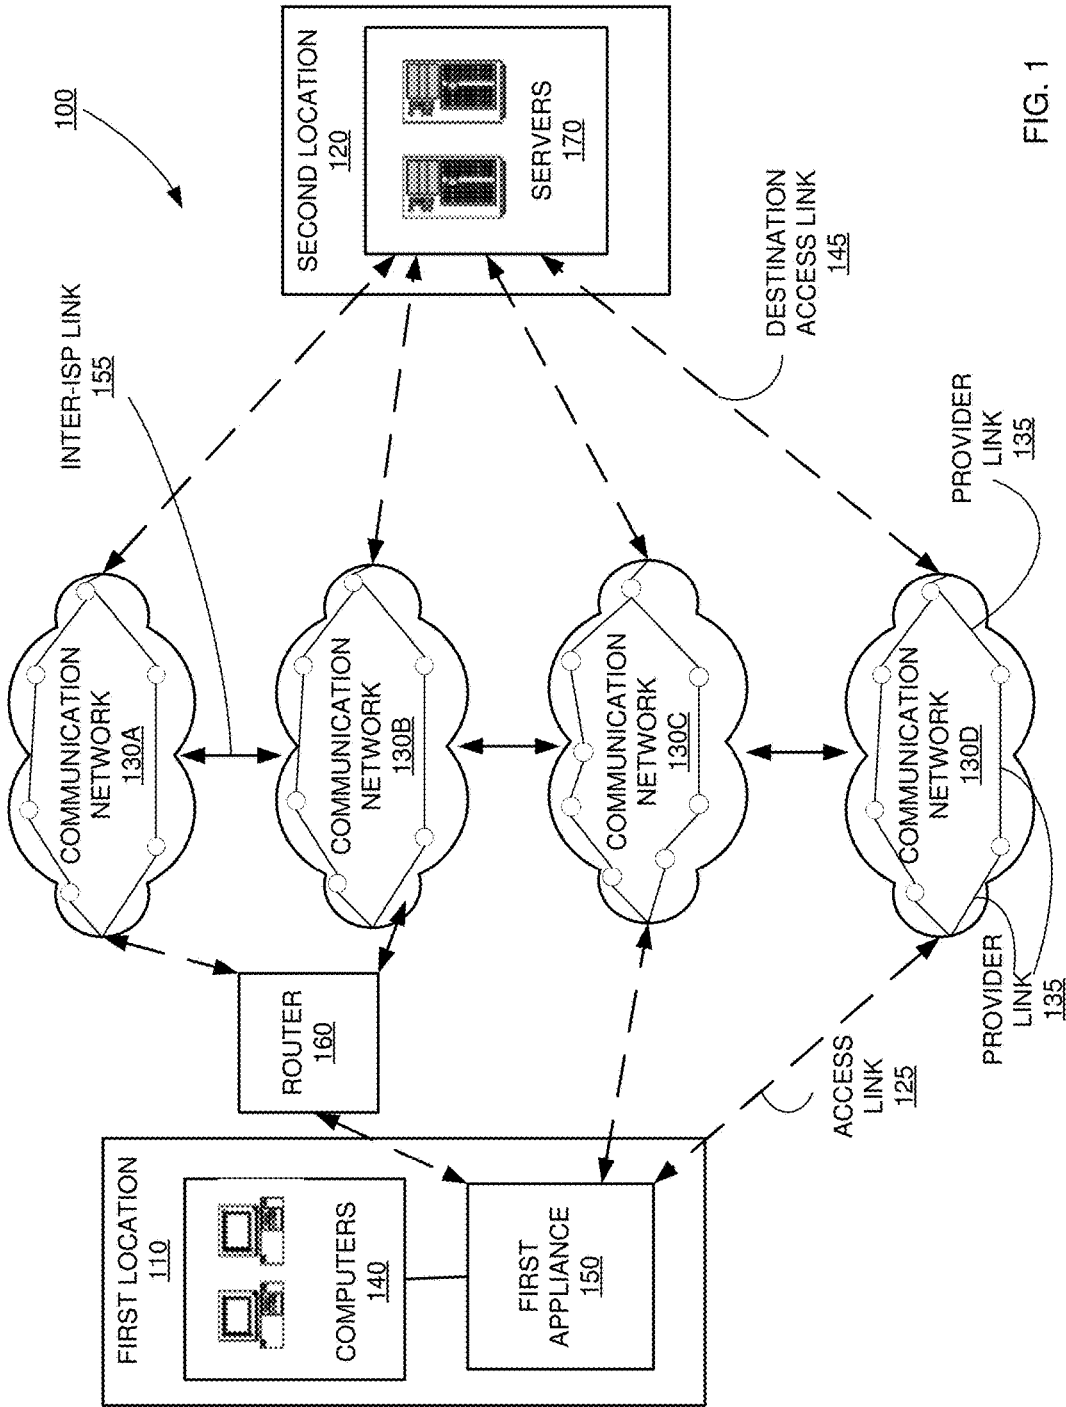 100
FIRST LOCATION
110
COMPUTERS
140
FIRST
APPLIANCE
150
ROUTER
160
ACCESS
LINK
125
COMMUNICATION
NETWORK
130A
INTER-ISP LINK
155
COMMUNICATION
NETWORK
130B
COMMUNICATION
NETWORK
130C
COMMUNICATION
NETWORK
130D
PROVIDER
LINK
135
PROVIDER
LINK
135
DESTINATION
ACCESS LINK
145
SECOND LOCATION
120
SERVERS
170
FIG. 1